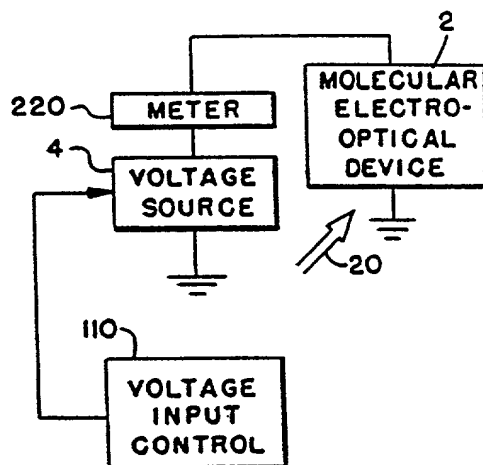 2
MOLECULAR
ELECTRO-
OPTICAL
DEVICE
220
METER
4
VOLTAGE
SOURCE
20
110
VOLTAGE
INPUT
CONTROL